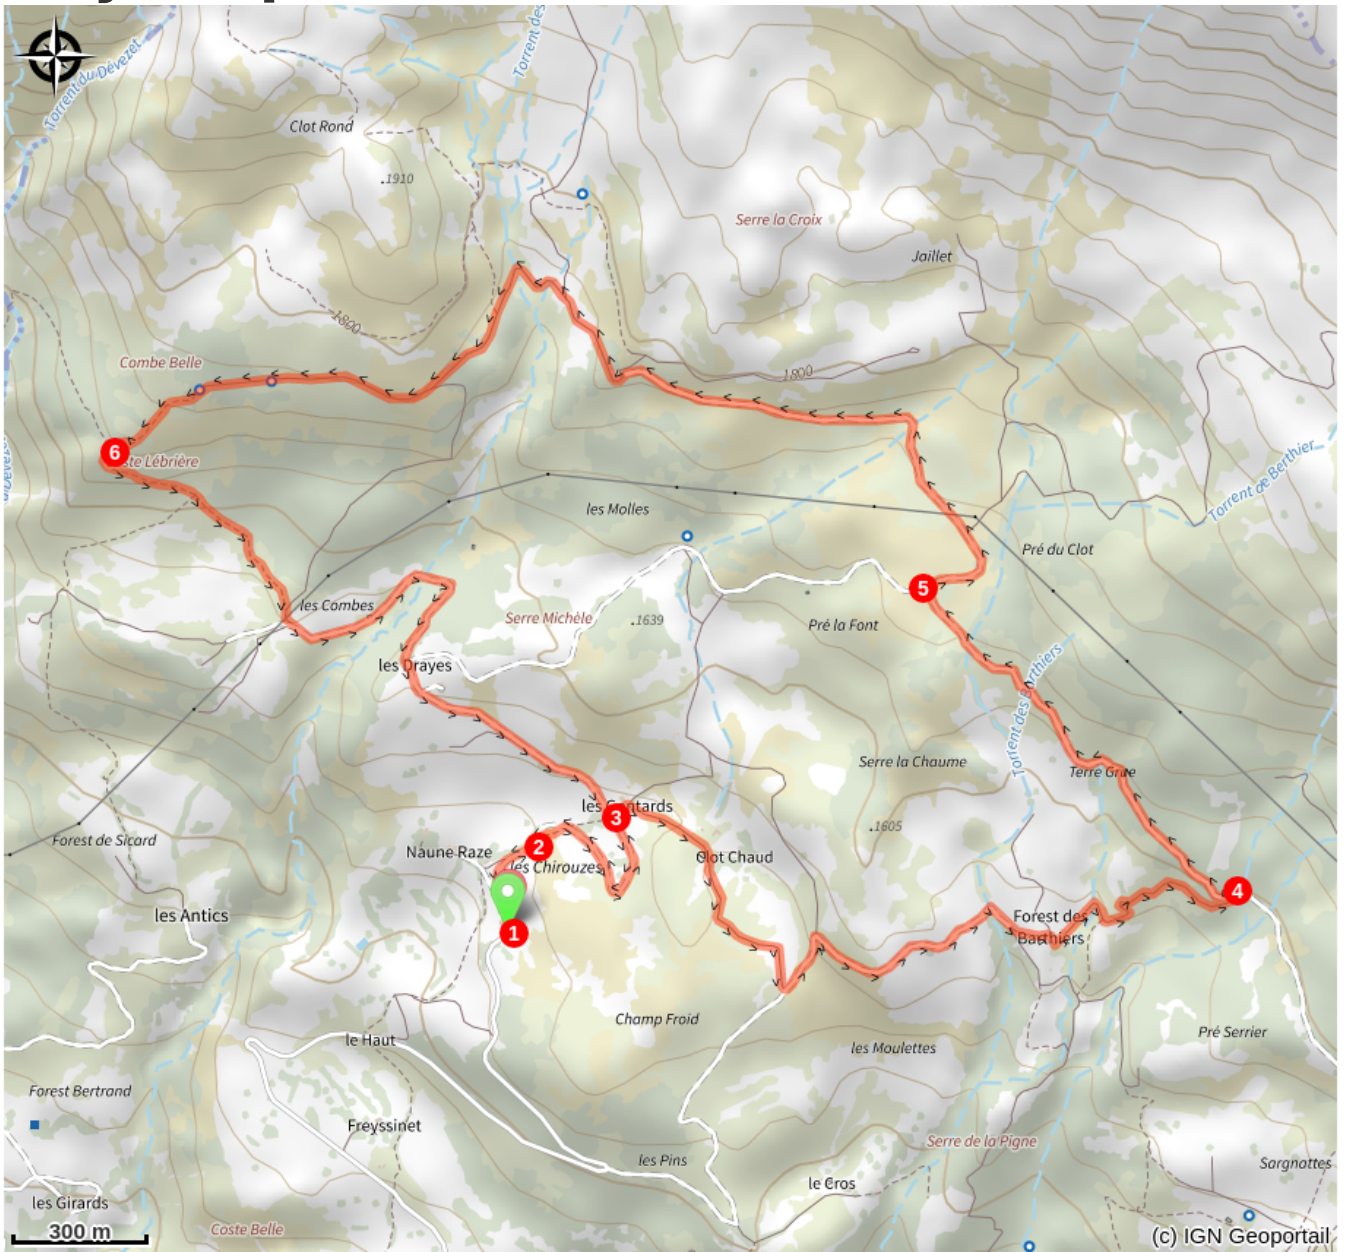 Torrent du Dévezet
Torrent des
Clot Rond
.1910
Serre la Croix
Jaillet
1800
Combe Belle
1800
6
ste Lébrière
les Molles
Torrent de Berthier
Pré du Clot
5
les Combes
Serre Michèle
.1639
Pré la Font
les Drayes
Torrent des Barthiers
Serre la Chaume
Terre Grue
les Gontards
3
.1605
Forest de Sicard
Naune Raze
2
les Chirouzes
Clot Chaud
4
les Antics
1
Forest des
Barthiers
Champ Froid
Pré Serrier
le Haut
les Moulettes
Forest Bertrand
Freyssinet
Serre de la Pigne
les Pins
Sargnottes
le Cros
les Girards
Coste Belle
300 m
(c) IGN Geoportail